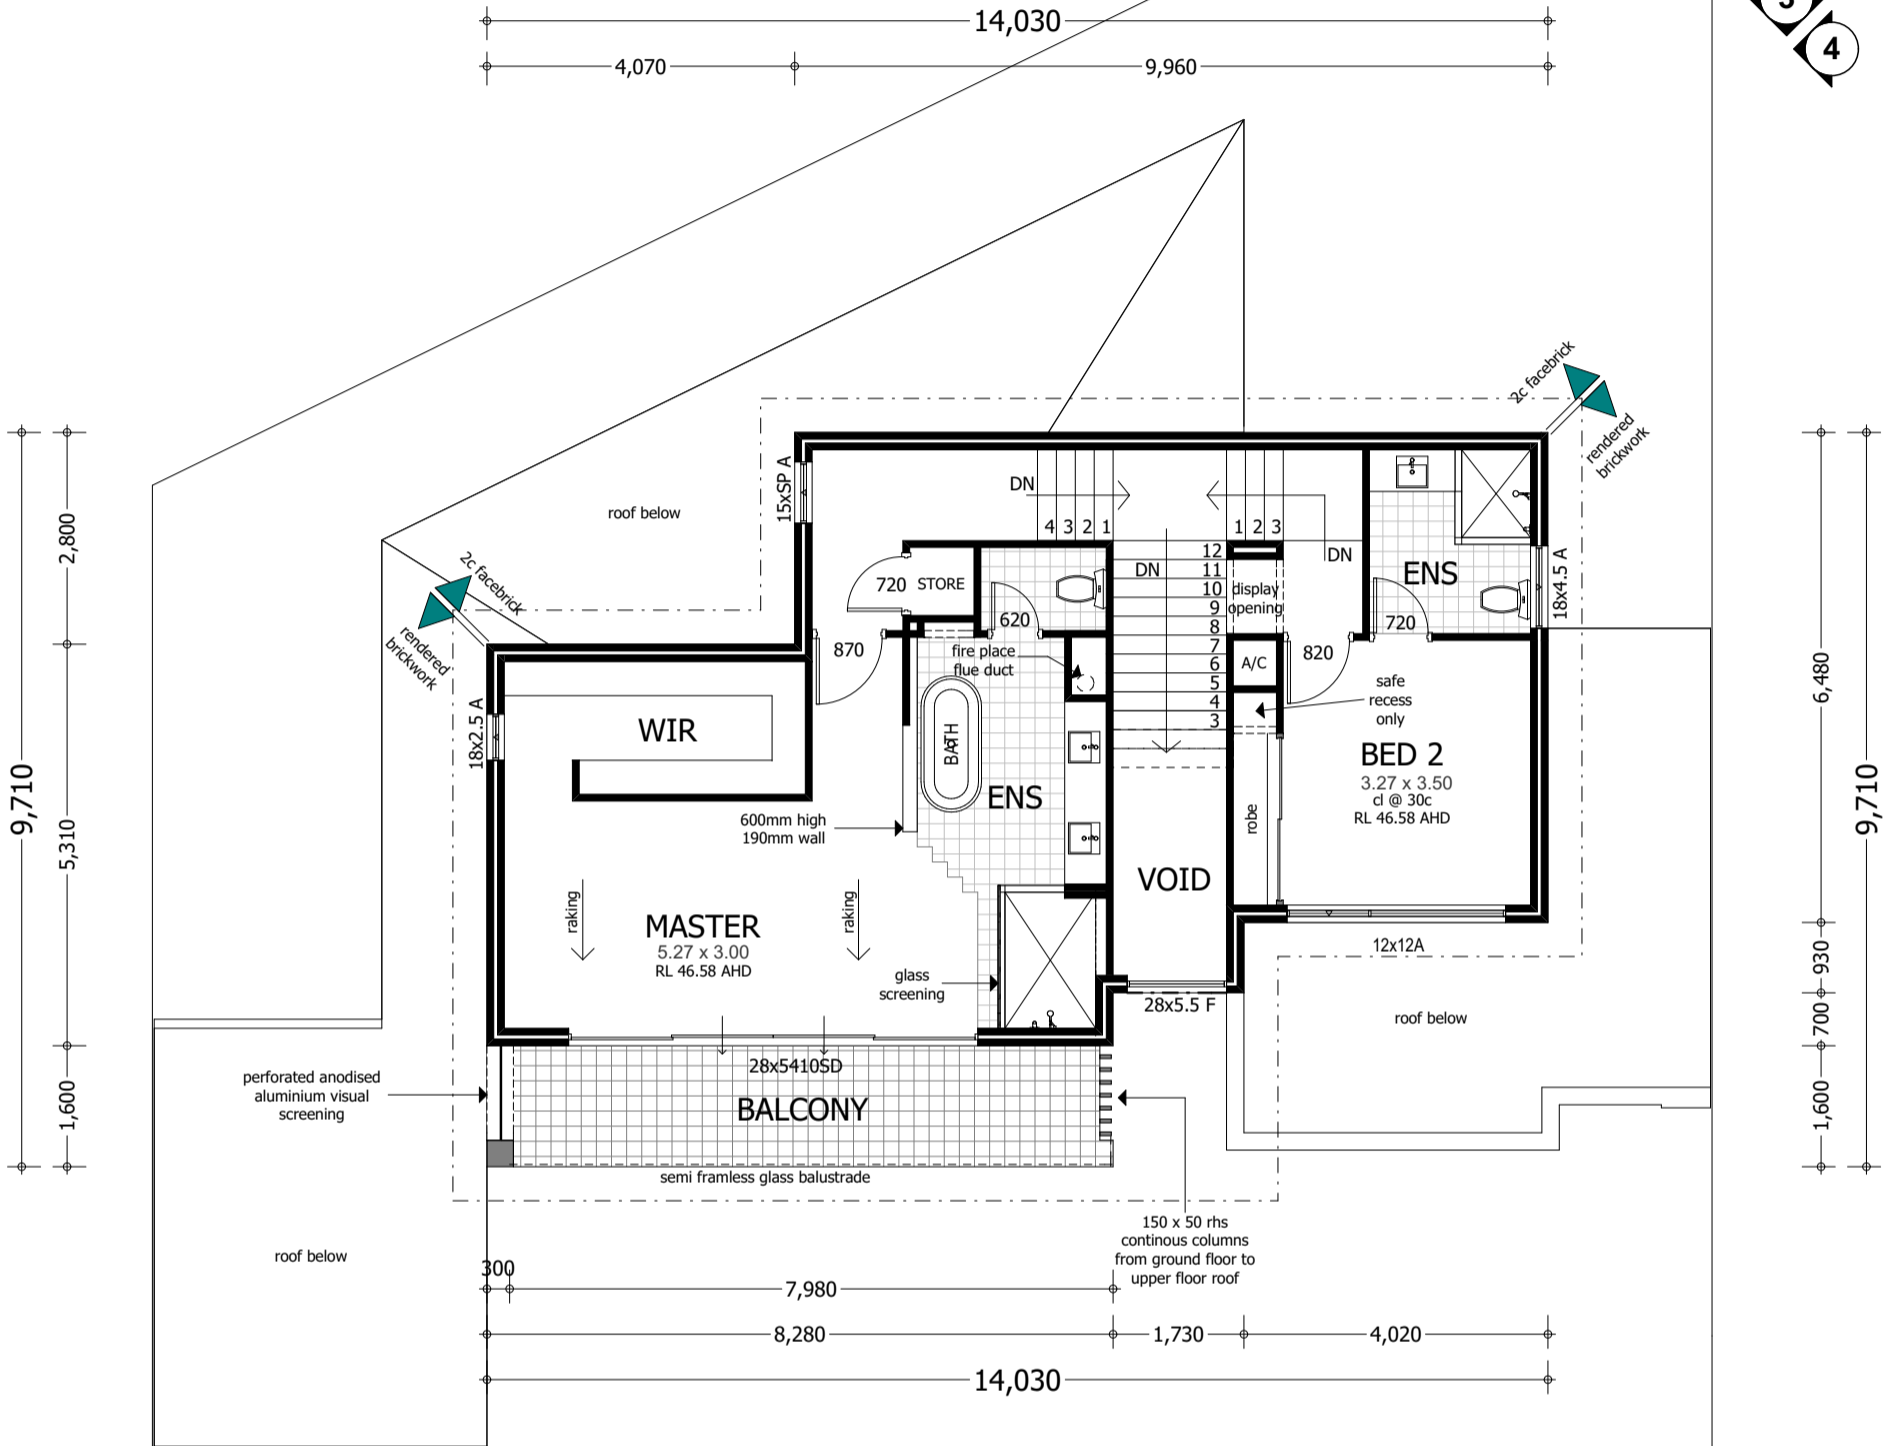 14,030
3
4
4,070
9,960
2c facebrick
rendered
brickwork
15xSP A
DN
4 3 2 1
1 2 3
DN
roof below
2,800
2c facebrick
rendered
brickwork
720
STORE
620
DN
12
11
10
9
8
7
6
5
4
3
display
opening
ENS
720
18x4.5 A
870
fire place
flue duct
A/C
820
safe
recess
only
18x2.5 A
WIR
BATH
ENS
BED 2
3.27 x 3.50
cl @ 30c
RL 46.58 AHD
robe
600mm high
190mm wall
9,710
5,310
6,480
9,710
VOID
raking
raking
MASTER
5.27 x 3.00
RL 46.58 AHD
glass
screening
12x12A
930
28x5.5 F
700
roof below
28x5410SD
BALCONY
perforated anodised
aluminium visual
screening
1,600
1,600
semi framless glass balustrade
150 x 50 rhs
continous columns
from ground floor to
upper floor roof
roof below
300
7,980
8,280
1,730
4,020
14,030